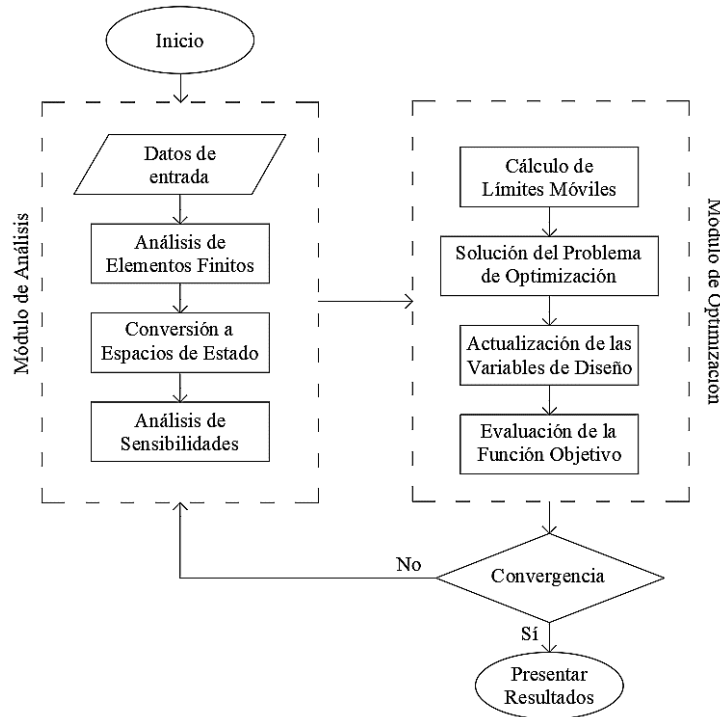 Inicio
Módulo de Análisis
Datos de
entrada
Análisis de
Elementos Finitos
Conversión a
Espacios de Estado
Análisis de
Sensibilidades
Cálculo de
Límites Móviles
Solución del Problema
de Optimización
Actualización de las
Variables de Diseño
Evaluación de la
Función Objetivo
Módulo de Optimización
Convergencia
No
Sí
Presentar
Resultados